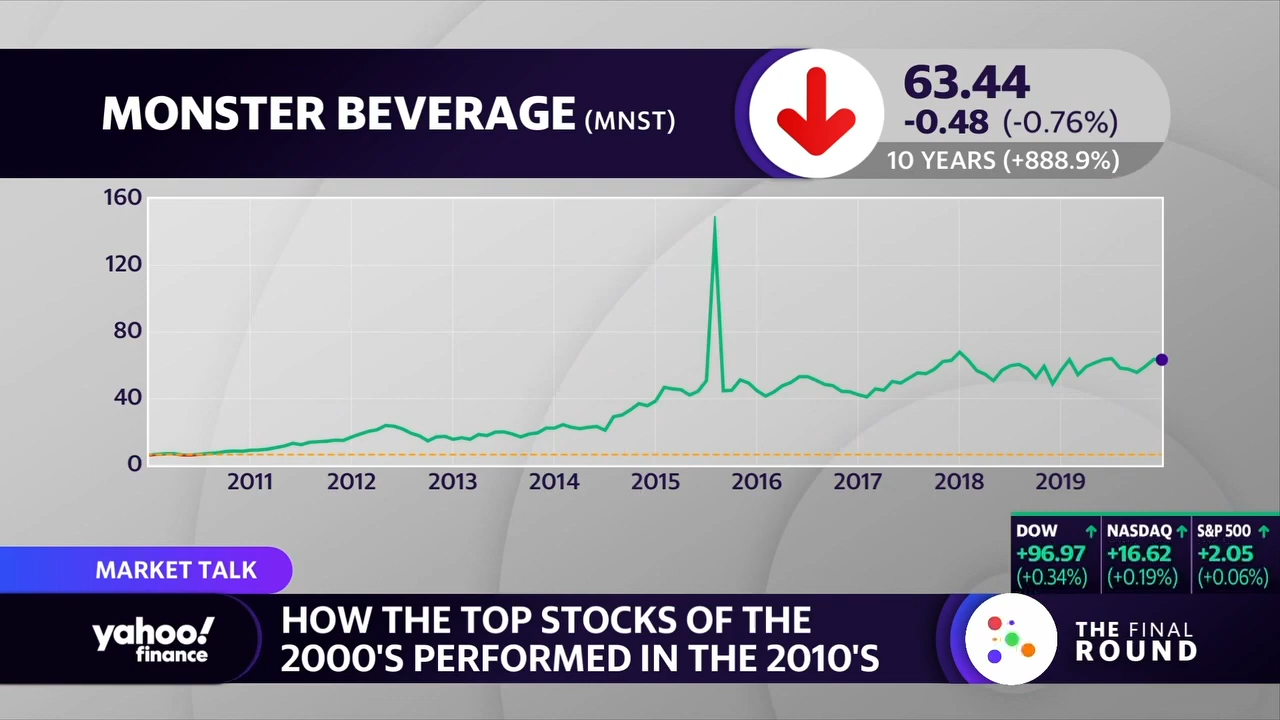 MONSTER BEVERAGE (MNST)
63.44
-0.48 (-0.76%)
10 YEARS (+888.9%)
160
120
80
40
0
2011 2012 2013 2014 2015 2016 2017 2018 2019
DOW NASDAQ S&P 500
+96.97 +16.62 +2.05
(+0.34%) (+0.19%) (+0.06%)
MARKET TALK
yahoo!
finance
HOW THE TOP STOCKS OF THE
2000'S PERFORMED IN THE 2010'S
THE FINAL
ROUND